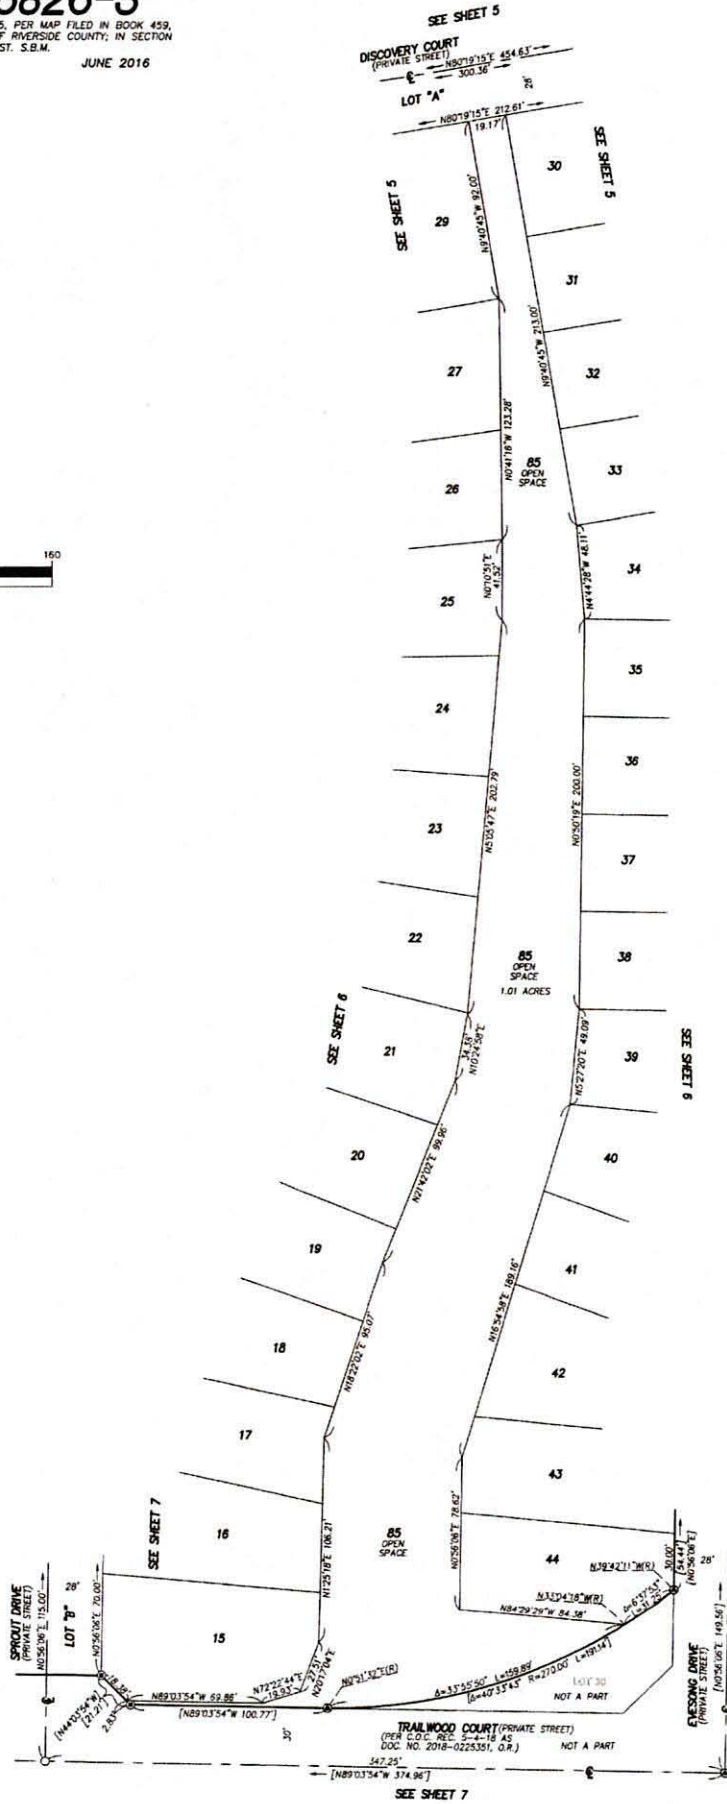 5, PER MAP FILED IN BOOK 459,
F RIVERSIDE COUNTY; IN SECTION
ST. S.B.M.
JUNE 2016
SEE SHEET 5
DISCOVERY COURT
(PRIVATE STREET)
N80°19'15"E 454.63'
300.36'
28'
LOT "A"
N80°19'15"E 212.61'
19.17'
SEE SHEET 5
SEE SHEET 5
30
29
N9°40'45"W 92.00'
31
27
N9°40'45"W 213.00'
32
N0°41'16"W 123.28'
85
OPEN
SPACE
33
26
160
N0°10'51"E
41.52'
N4°44'28"W 48.11'
34
25
35
24
36
N5°05'47"E 202.79'
N0°50'19"E 200.00'
23
37
22
85
OPEN
SPACE
1.01 ACRES
38
SEE SHEET 6
21
34.38'
N10°24'58"E
N5°27'20"E 49.09'
39
SEE SHEET 6
20
N21°42'02"E 99.96'
40
19
41
N16°54'58"E 189.16'
18
N18°22'02"E 95.07'
42
17
43
SEE SHEET 7
16
N1°25'18"E 106.21'
85
OPEN
SPACE
N0°56'06"E 78.62'
44
N39°42'11"W(R)
30.00'
[54.44']
[N0°56'06"E]
28'
SPROUT DRIVE
(PRIVATE STREET)
N0°56'06"E 115.00'
28'
LOT "B"
N0°56'06"E 70.00'
N33°04'18"W(R)
Δ=6°37'53"
L=31.25'
N84°29'29"W 84.38'
15
N72°22'44"E
19.93'
27.51'
N20°17'04"E
N0°51'32"E(R)
18.38'
[N44°03'54"W]
[21.21']
2.83'
N89°03'54"W 69.86'
[N89°03'54"W 100.77']
30'
Δ=33°55'50" L=159.89'
[Δ=40°33'43" R=270.00' L=191.14']
LOT 30
NOT A PART
EVESONG DRIVE
(PRIVATE STREET)
[N0°56'06"E 149.56']
TRAILWOOD COURT (PRIVATE STREET)
(PER C.O.C. REC. 5-4-18 AS
DOC. NO. 2018-0225351, O.R.)
NOT A PART
347.25'
[N89°03'54"W 374.96']
SEE SHEET 7